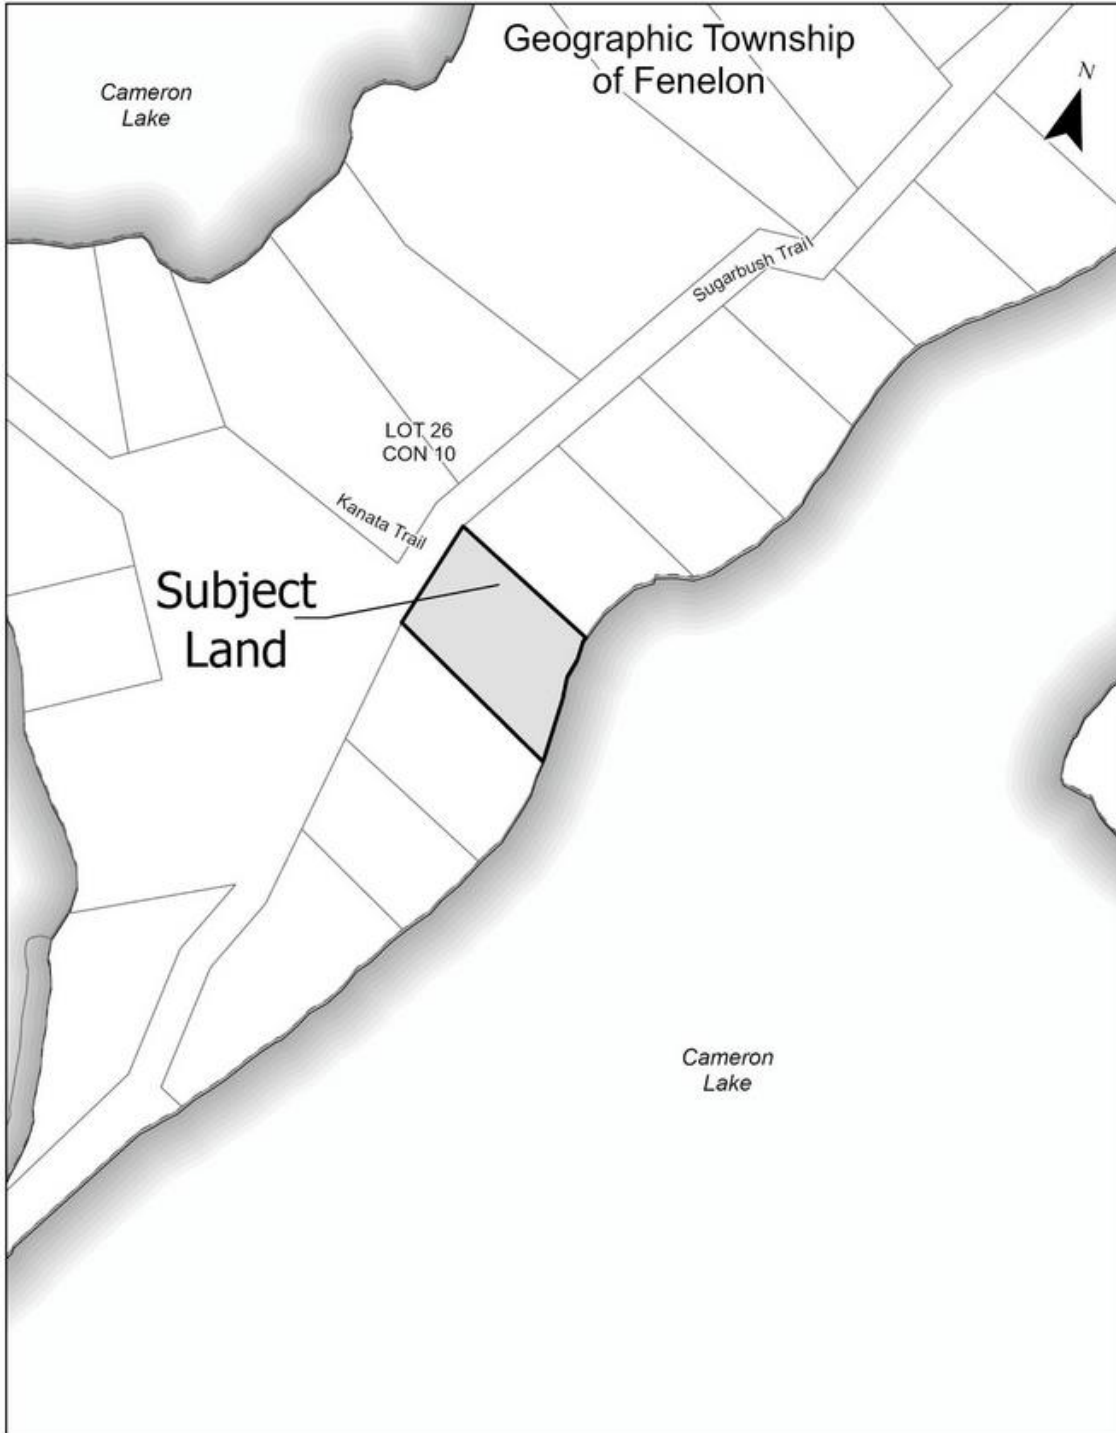 Geographic Township
of Fenelon
N
Cameron
Lake
Sugarbush Trail
LOT 26
CON 10
Kanata Trail
Subject
Land
Cameron
Lake